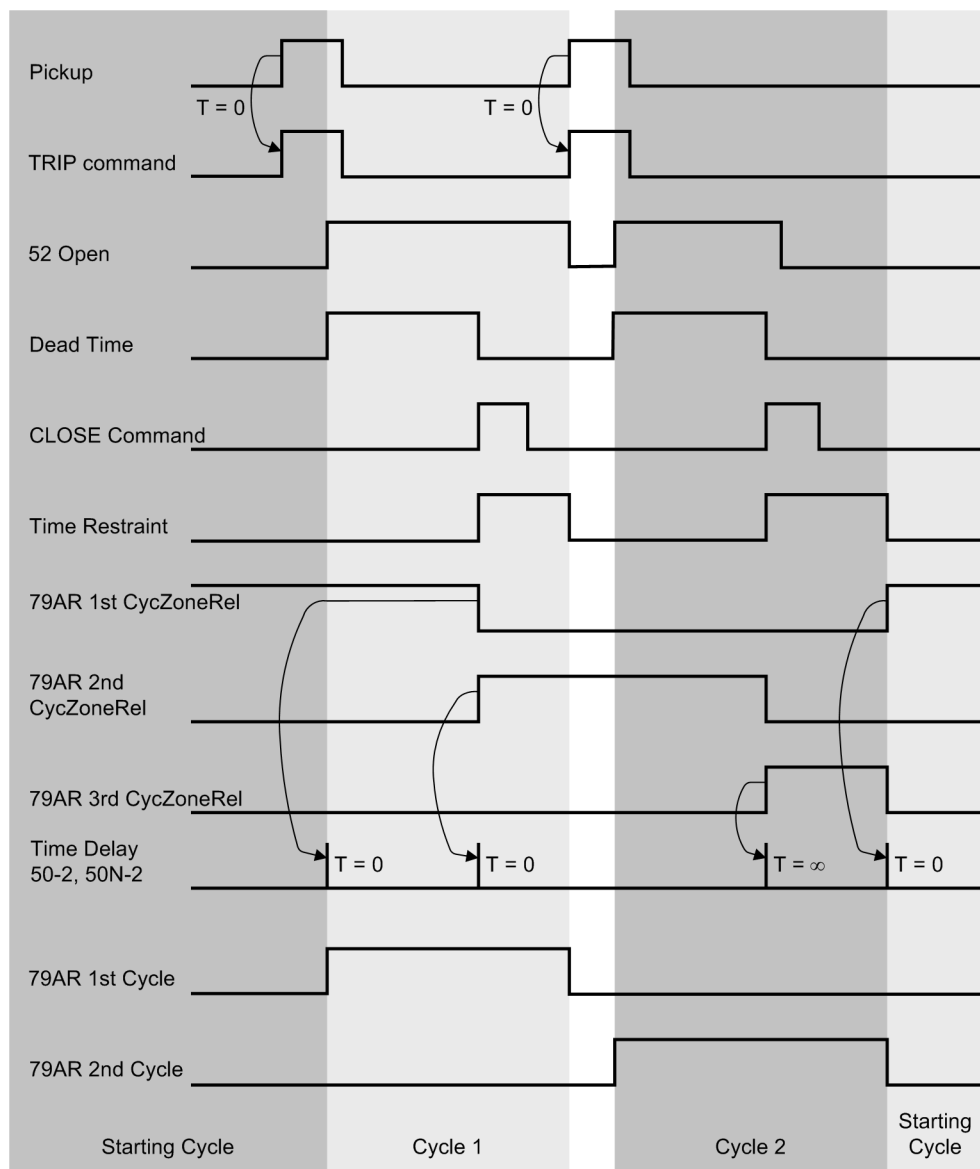 Pickup
T = 0
T = 0
TRIP command
52 Open
Dead Time
CLOSE Command
Time Restraint
79AR 1st CycZoneRel
79AR 2nd
CycZoneRel
79AR 3rd CycZoneRel
Time Delay
50-2, 50N-2
T = 0
T = 0
T = ∞
T = 0
79AR 1st Cycle
79AR 2nd Cycle
Starting Cycle
Cycle 1
Cycle 2
Starting
Cycle